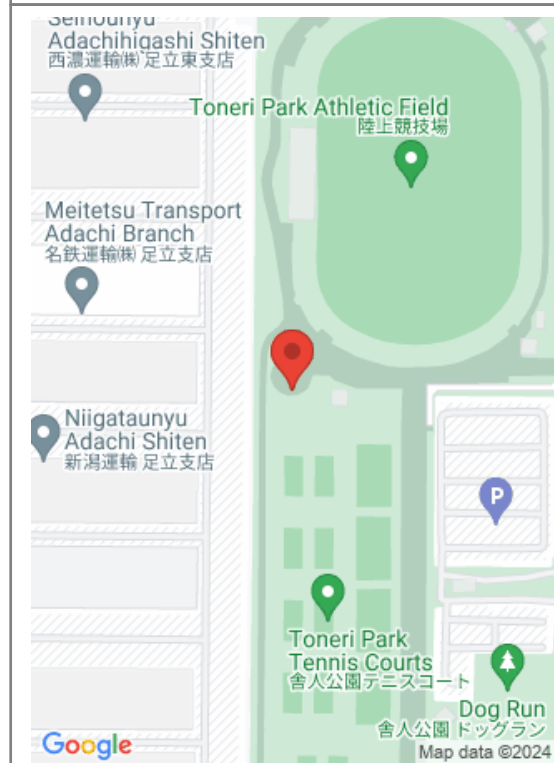 Seinounyu
Adachihigashi Shiten
西濃運輸㈱ 足立東支店
Toneri Park Athletic Field
陸上競技場
Meitetsu Transport
Adachi Branch
名鉄運輸㈱ 足立支店
Niigataunyu
Adachi Shiten
新潟運輸 足立支店
P
Toneri Park
Tennis Courts
舎人公園テニスコート
Dog Run
舎人公園 ドッグラン
Google
Map data ©2024